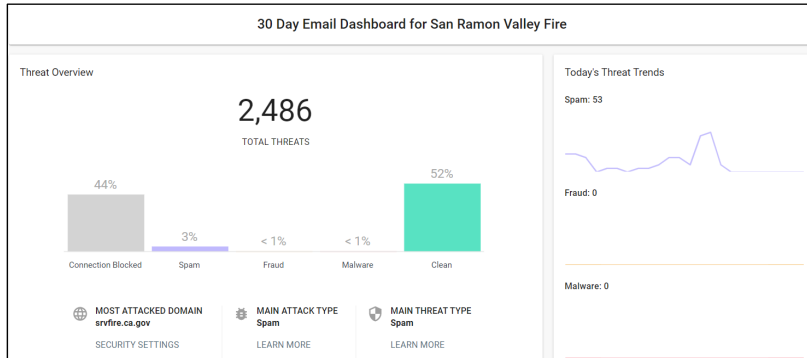 30 Day Email Dashboard for San Ramon Valley Fire
Threat Overview
2,486
TOTAL THREATS
44%
3%
< 1%
< 1%
52%
Connection Blocked
Spam
Fraud
Malware
Clean
MOST ATTACKED DOMAIN
srvfire.ca.gov
SECURITY SETTINGS
MAIN ATTACK TYPE
Spam
LEARN MORE
MAIN THREAT TYPE
Spam
LEARN MORE
Today's Threat Trends
Spam: 53
Fraud: 0
Malware: 0